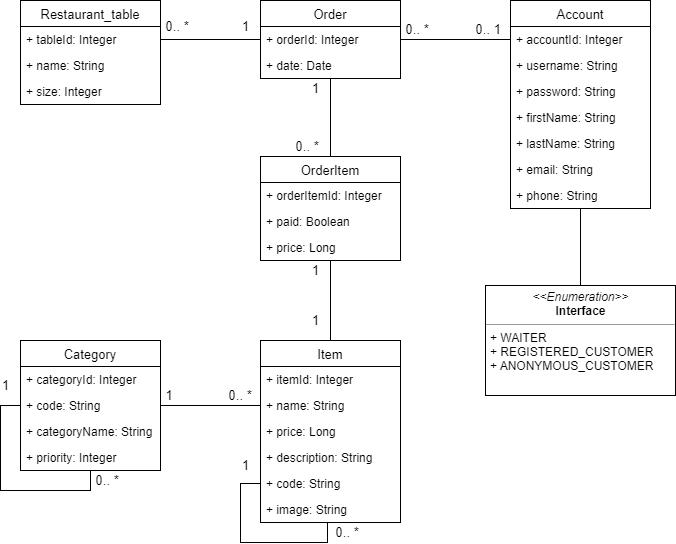 Restaurant_table
+ tableId: Integer
+ name: String
+ size: Integer
0.. *
1
Order
+ orderId: Integer
+ date: Date
0.. *
0.. 1
Account
+ accountId: Integer
+ username: String
+ password: String
+ firstName: String
+ lastName: String
+ email: String
+ phone: String
1
0.. *
OrderItem
+ orderItemId: Integer
+ paid: Boolean
+ price: Long
1
1
<<Enumeration>>
Interface
+ WAITER
+ REGISTERED_CUSTOMER
+ ANONYMOUS_CUSTOMER
Category
+ categoryId: Integer
+ code: String
+ categoryName: String
+ priority: Integer
1
0.. *
1
0.. *
Item
+ itemId: Integer
+ name: String
+ price: Long
+ description: String
+ code: String
+ image: String
1
0.. *